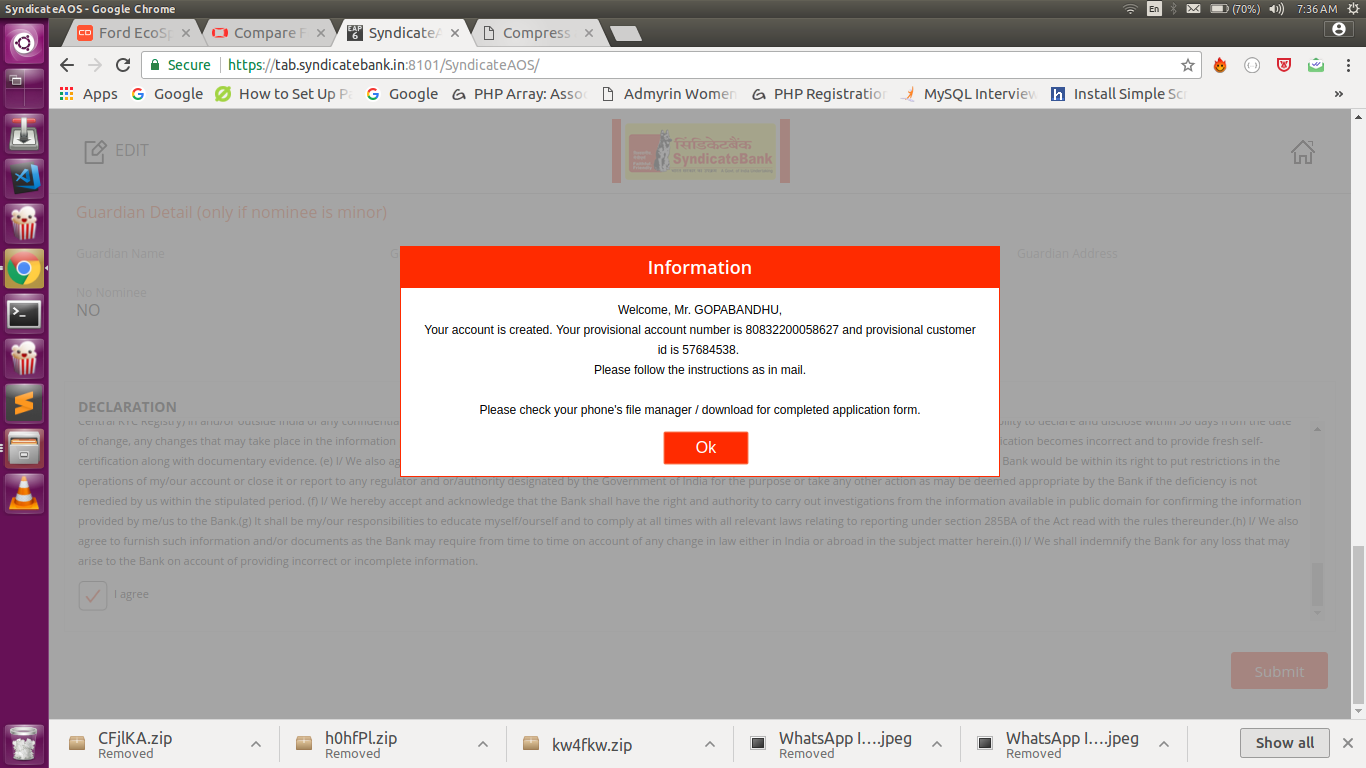 SyndicateAOS - Google Chrome
En
(70%)
7:36 AM
Ford EcoSp
Compare F
EAP
6
SyndicateA
Compress
Secure
https://tab.syndicatebank.in:8101/SyndicateAOS/
Apps
Google
How to Set Up Pa
Google
PHP Array: Assoc
Admyrin Women
PHP Registration
MySQL Interview
Install Simple Sc
»
EDIT
सिंडिकेटबैंक
SyndicateBank
Guardian Detail (only if nominee is minor)
Guardian Name
G
Guardian Address
No Nominee
NO
Information
Welcome, Mr. GOPABANDHU,
Your account is created. Your provisional account number is 80832200058627 and provisional customer
id is 57684538.
Please follow the instructions as in mail.
Please check your phone's file manager / download for completed application form.
Ok
DECLARATION
Central KYC Registry) in and/or outside India of any confidential
to declare and disclose within 30 days from the date
of change, any changes that may take place in the information
ication becomes incorrect and to provide fresh self-
certification along with documentary evidence. (e) I/ We also ag
Bank would be within its right to put restrictions in the
operations of my/our account or close it or report to any regulator and or/authority designated by the Government of India for the purpose or take any other action as may be deemed appropriate by the Bank if the deficiency is not
remedied by us within the stipulated period. (f) I/ We hereby accept and acknowledge that the Bank shall have the right and authority to carry out investigations from the information available in public domain for confirming the information
provided by me/us to the Bank.(g) It shall be my/our responsibilities to educate myself/ourself and to comply at all times with all relevant laws relating to reporting under section 285BA of the Act read with the rules thereunder.(h) I/ We also
agree to furnish such information and/or documents as the Bank may require from time to time on account of any change in law either in India or abroad in the subject matter herein.(i) I/ We shall indemnify the Bank for any loss that may
arise to the Bank on account of providing incorrect or incomplete information.
I agree
Submit
CFjlKA.zip
Removed
h0hfPl.zip
Removed
kw4fkw.zip
WhatsApp I....jpeg
Removed
WhatsApp I....jpeg
Removed
Show all